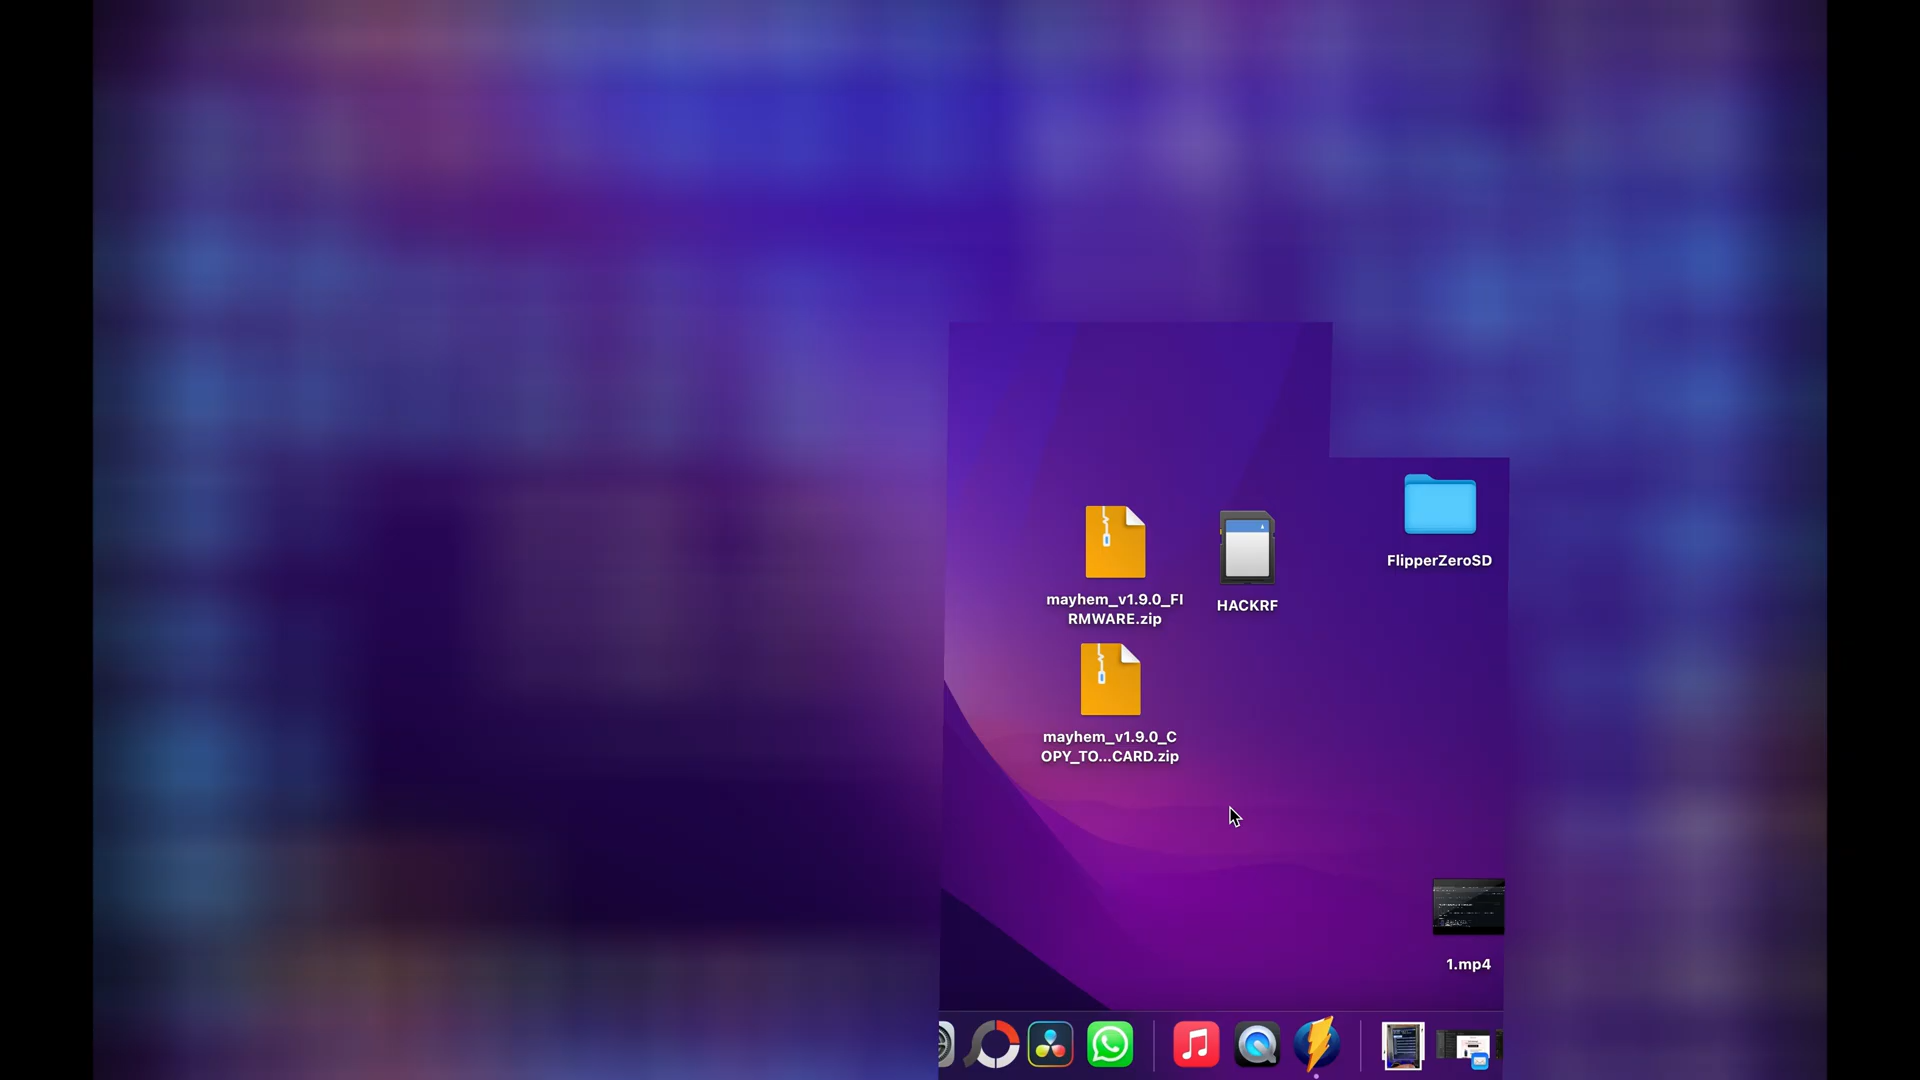 FlipperZeroSD
mayhem_v1.9.0_FI
RMWARE.zip
HACKRF
mayhem_v1.9.0_C
OPY_TO...CARD.zip
1.mp4